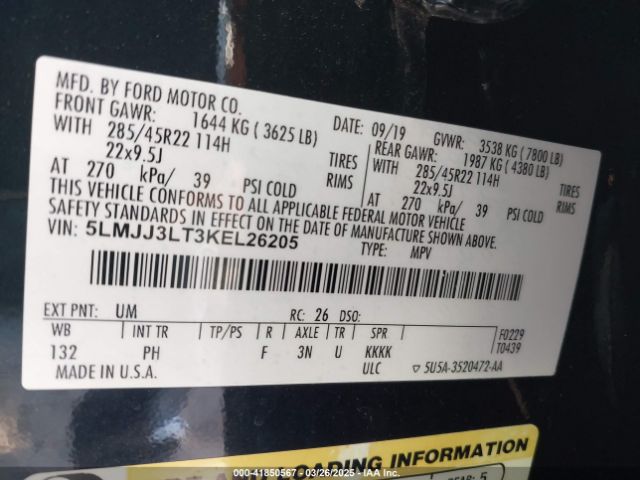 MFD. BY FORD MOTOR CO.
DATE: 09/19 GVWR: 3538 KG (7800 LB)
FRONT GAWR: 1644 KG (3625 LB)
REAR GAWR: 1987 KG (4380 LB)
WITH 285/45R22 114H TIRES
WITH 285/45R22 114H TIRES
22x9.5J RIMS
22x9.5J RIMS
AT 270 kPa/ 39 PSI COLD
AT 270 kPa/ 39 PSI COLD
THIS VEHICLE CONFORMS TO ALL APPLICABLE FEDERAL MOTOR VEHICLE
SAFETY STANDARDS IN EFFECT ON THE DATE OF MANUFACTURE SHOWN ABOVE.
VIN: 5LMJJ3LT3KEL26205
TYPE: MPV
EXT PNT: UM RC: 26 DSO:
WB INT TR TP/PS R AXLE TR SPR F0229
132 PH F 3N U KKKK T0439
MADE IN U.S.A. ULC ▽ 5U5A-3520472-AA
LOADING INFORMATION
REAR: 5
000-41850567 - 03/26/2025 - IAAI.COM